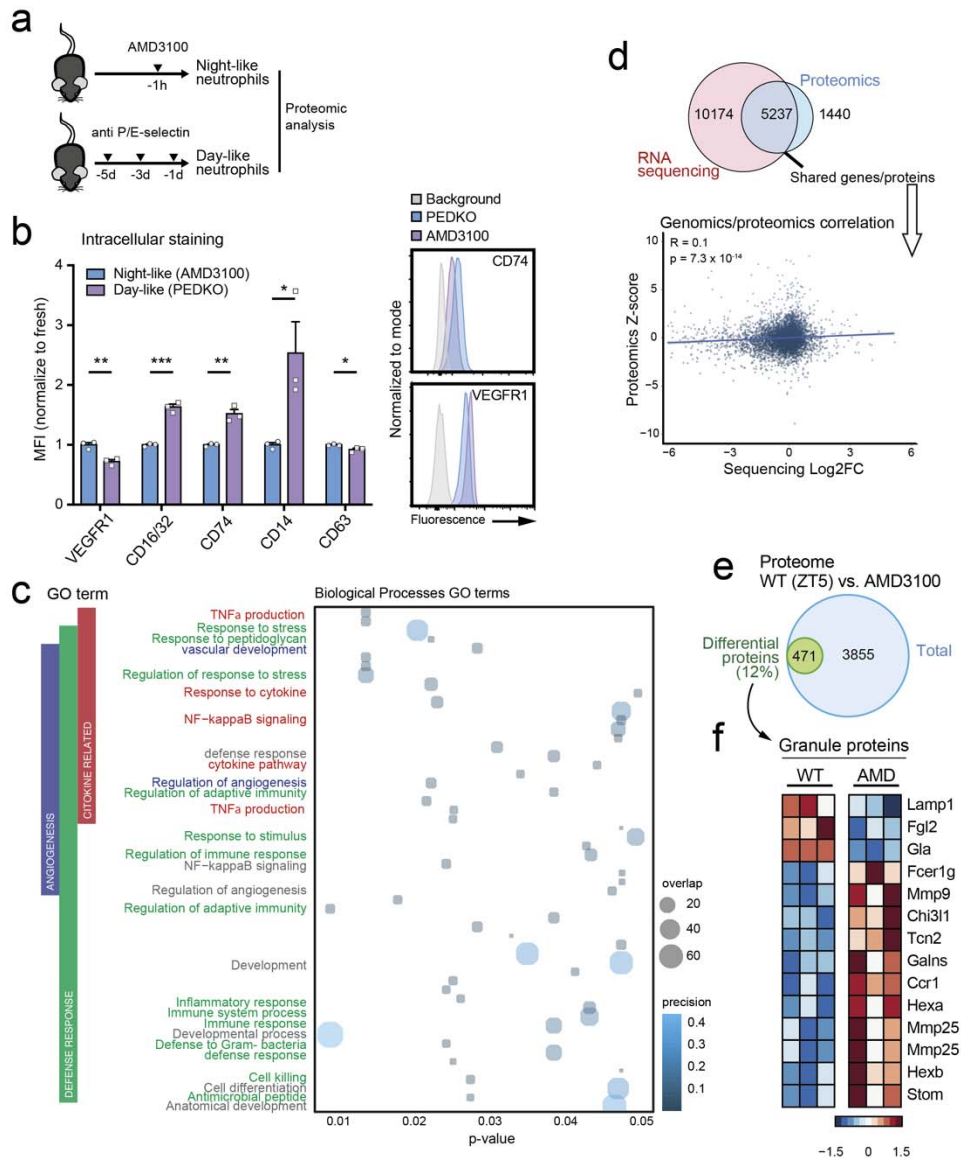 a
AMD3100
-1h
Night-like
neutrophils
anti P/E-selectin
-5d -3d -1d
Day-like
neutrophils
Proteomic
analysis
b
Intracellular staining
Night-like (AMD3100)
Day-like (PEDKO)
MFI (normalize to fresh)
4
3
2
1
0
** *** ** * *
VEGFR1
CD16/32
CD74
CD14
CD63
Background
PEDKO
AMD3100
Normalized to mode
CD74
VEGFR1
Fluorescence
c
GO term
ANGIOGENESIS
DEFENSE RESPONSE
CITOKINE RELATED
Biological Processes GO terms
TNFa production
Response to stress
Response to peptidoglycan
vascular development
Regulation of response to stress
Response to cytokine
NF-kappaB signaling
defense response
cytokine pathway
Regulation of angiogenesis
Regulation of adaptive immunity
TNFa production
Response to stimulus
Regulation of immune response
NF-kappaB signaling
Regulation of angiogenesis
Regulation of adaptive immunity
Development
Inflammatory response
Immune system process
Immune response
Developmental process
Defense to Gram- bacteria
defense response
Cell killing
Cell differentiation
Antimicrobial peptide
Anatomical development
0.01 0.02 0.03 0.04 0.05
p-value
overlap
20
40
60
precision
0.4
0.3
0.2
0.1
d
Proteomics
10174 5237 1440
RNA
sequencing
Shared genes/proteins
Genomics/proteomics correlation
R = 0.1
p = 7.3 x 10-14
Proteomics Z-score
10
5
0
−5
−10
−6 −3 0 3 6
Sequencing Log2FC
e
Proteome
WT (ZT5) vs. AMD3100
Differential
proteins
(12%)
471 3855
Total
f
Granule proteins
WT AMD
Lamp1
Fgl2
Gla
Fcer1g
Mmp9
Chi3l1
Tcn2
Galns
Ccr1
Hexa
Mmp25
Mmp25
Hexb
Stom
−1.5 0 1.5